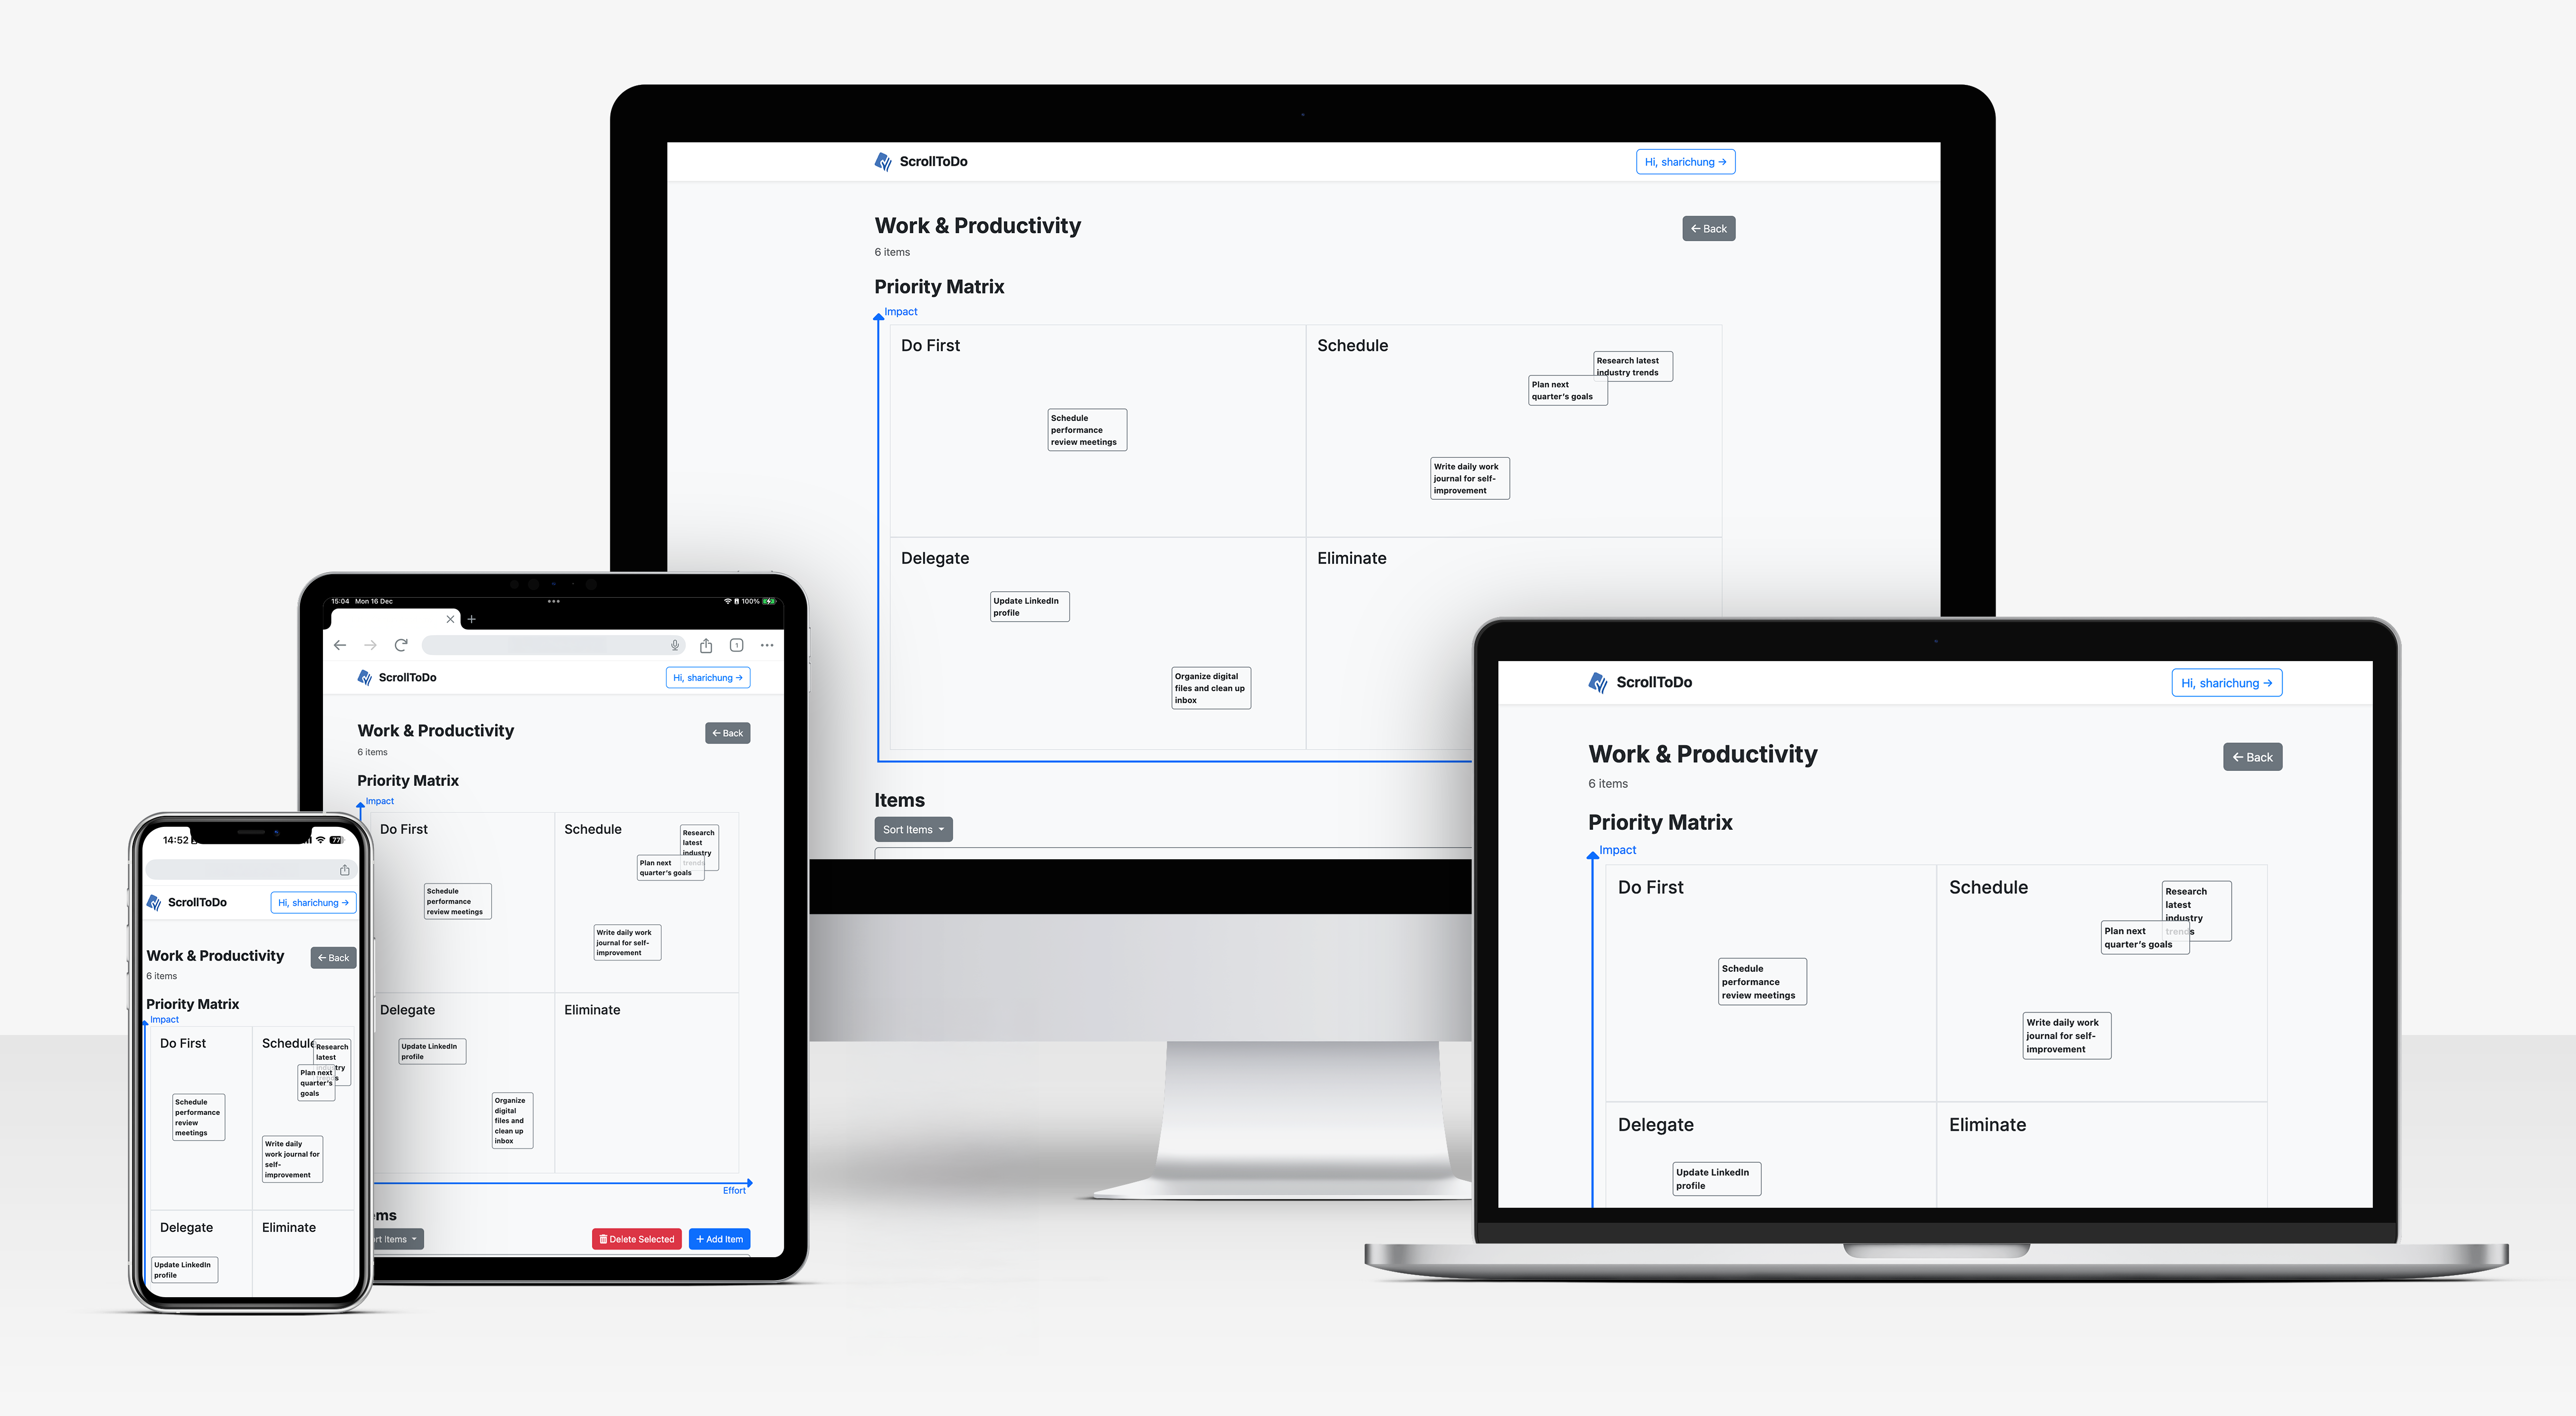 ScrollToDo
Hi, sharichung →
Work & Productivity
← Back
6 items
Priority Matrix
Impact
Do First
Schedule
Research latest
industry trends
Plan next
quarter's goals
Schedule
performance
review meetings
Write daily work
journal for self-
improvement
Delegate
Eliminate
Update LinkedIn
profile
Organize digital
files and clean up
inbox
Items
Sort Items
15:04 Mon 16 Dec
100%
1
ScrollToDo
Hi, sharichung →
Work & Productivity
← Back
6 items
Priority Matrix
Impact
Do First
Schedule
Research
latest
industry
trends
Plan next
quarter's goals
Schedule
performance
review meetings
Write daily work
journal for self-
improvement
Delegate
Eliminate
Update LinkedIn
profile
Organize
digital
files and
clean up
inbox
Effort
ems
ort Items
Delete Selected
+ Add Item
14:52
77
ScrollToDo
Hi, sharichung →
Work & Productivity
← Back
6 items
Priority Matrix
Impact
Do First
Schedule
Research
latest
industry
trends
Plan next
quarter's
goals
Schedule
performance
review
meetings
Write daily
work journal for
self-
improvement
Delegate
Eliminate
Update LinkedIn
profile
ScrollToDo
Hi, sharichung →
Work & Productivity
← Back
6 items
Priority Matrix
Impact
Do First
Schedule
Research
latest
industry
trends
Plan next
quarter's goals
Schedule
performance
review meetings
Write daily work
journal for self-
improvement
Delegate
Eliminate
Update LinkedIn
profile